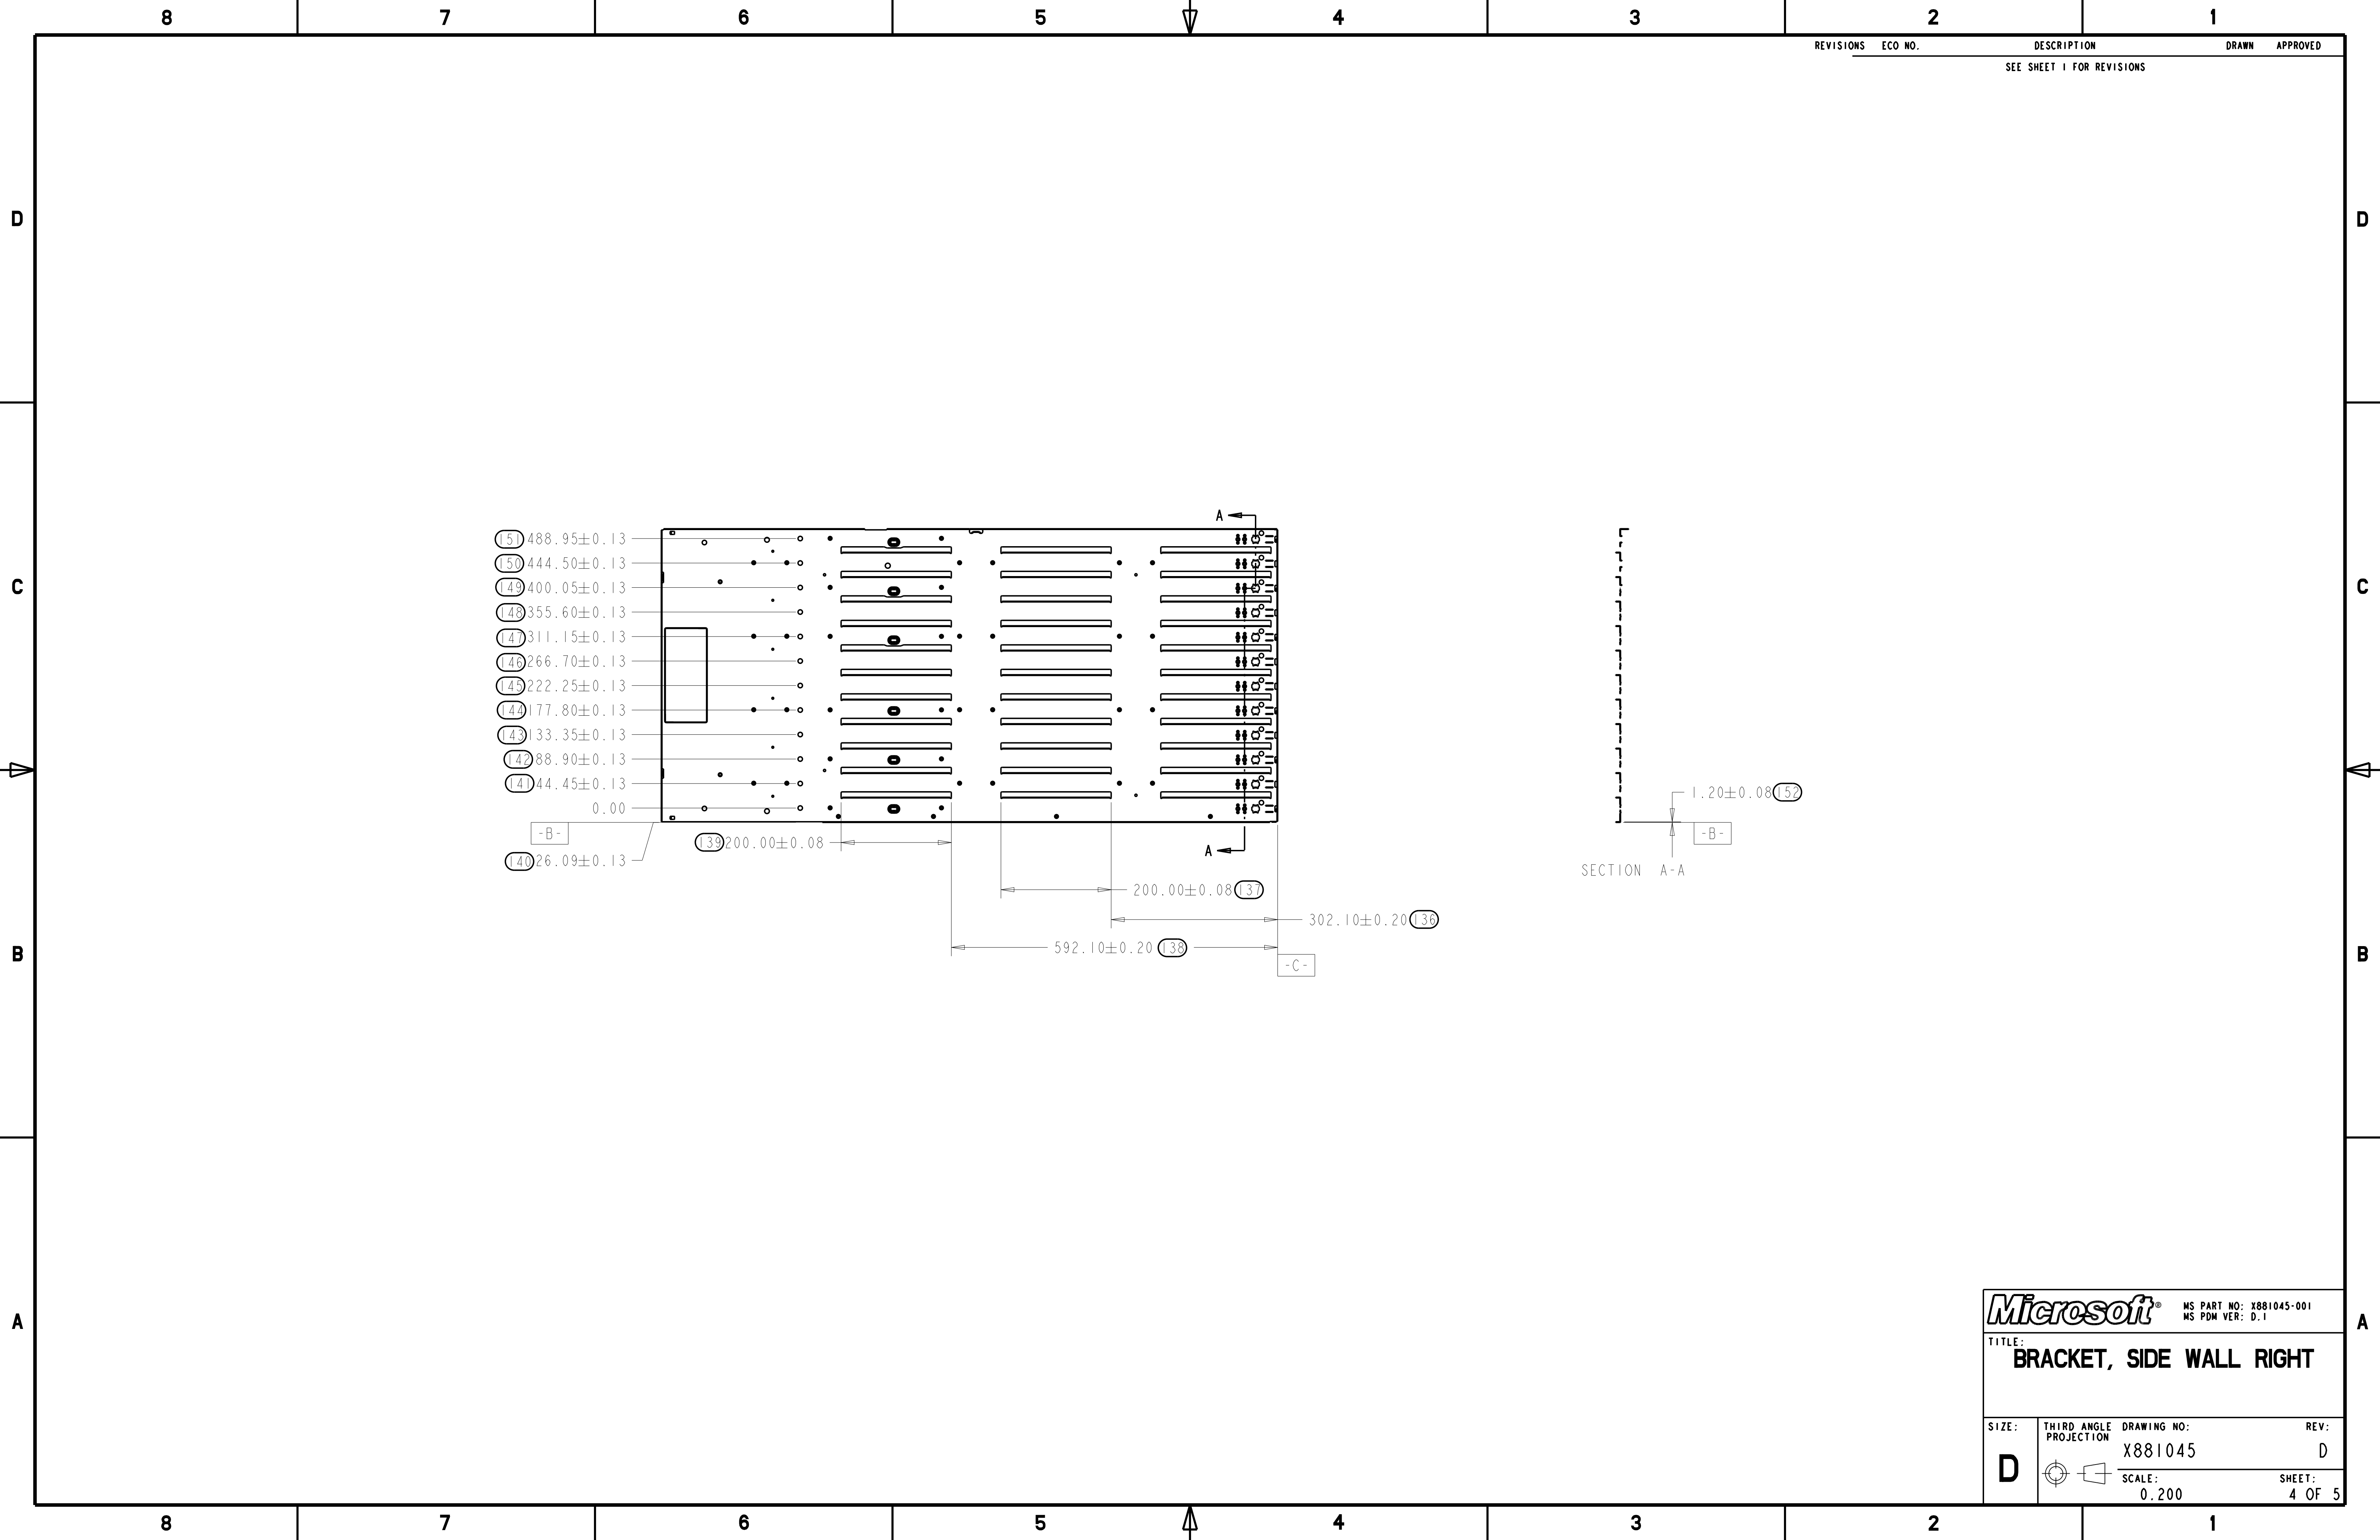 8 7 6 5 4 3 2 1
REVISIONS ECO NO. DESCRIPTION DRAWN APPROVED
SEE SHEET 1 FOR REVISIONS
D D
A
151 488.95±0.13
150 444.50±0.13
149 400.05±0.13
C C
148 355.60±0.13
147 311.15±0.13
146 266.70±0.13
145 222.25±0.13
144 177.80±0.13
143 133.35±0.13
142 88.90±0.13
141 44.45±0.13
1.20±0.08 152
0.00
-B- -B-
139 200.00±0.08
A
140 26.09±0.13
SECTION A-A
200.00±0.08 137
302.10±0.20 136
592.10±0.20 138
B B
-C-
Microsoft®
MS PART NO: X881045-001
MS PDM VER: D.1
A A
TITLE:
BRACKET, SIDE WALL RIGHT
SIZE: THIRD ANGLE PROJECTION DRAWING NO: REV:
X881045 D
D
SCALE: SHEET:
0.200 4 OF 5
8 7 6 5 4 3 2 1